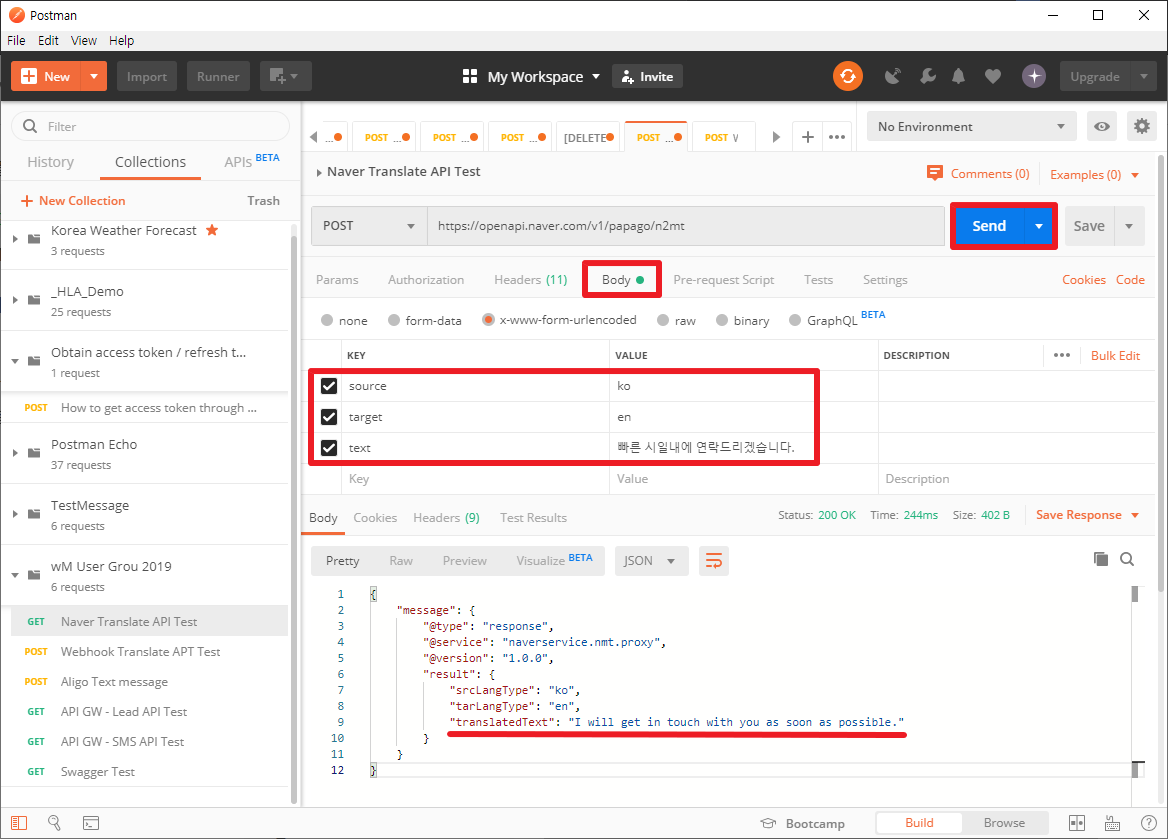 Postman
File Edit View Help
New Import Runner My Workspace Invite Upgrade
Filter
History Collections APIs BETA
New Collection Trash
Korea Weather Forecast
3 requests
_HLA_Demo
25 requests
Obtain access token / refresh t...
1 request
POST How to get access token through ...
Postman Echo
37 requests
TestMessage
6 requests
wM User Grou 2019
6 requests
GET Naver Translate API Test
POST Webhook Translate APT Test
POST Aligo Text message
GET API GW - Lead API Test
GET API GW - SMS API Test
GET Swagger Test
... POST ... POST ... POST ... [DELETE POST ... POST No Environment
Naver Translate API Test Comments (0) Examples (0)
POST https://openapi.naver.com/v1/papago/n2mt Send Save
Params Authorization Headers (11) Body Pre-request Script Tests Settings Cookies Code
none form-data x-www-form-urlencoded raw binary GraphQL BETA
KEY VALUE DESCRIPTION ••• Bulk Edit
source ko
target en
text 빠른 시일내에 연락드리겠습니다.
Key Value Description
Body Cookies Headers (9) Test Results Status: 200 OK Time: 244ms Size: 402 B Save Response
Pretty Raw Preview Visualize BETA JSON
1 {
2 "message": {
3 "@type": "response",
4 "@service": "naverservice.nmt.proxy",
5 "@version": "1.0.0",
6 "result": {
7 "srcLangType": "ko",
8 "tarLangType": "en",
9 "translatedText": "I will get in touch with you as soon as possible."
10 }
11 }
12 }
Bootcamp Build Browse